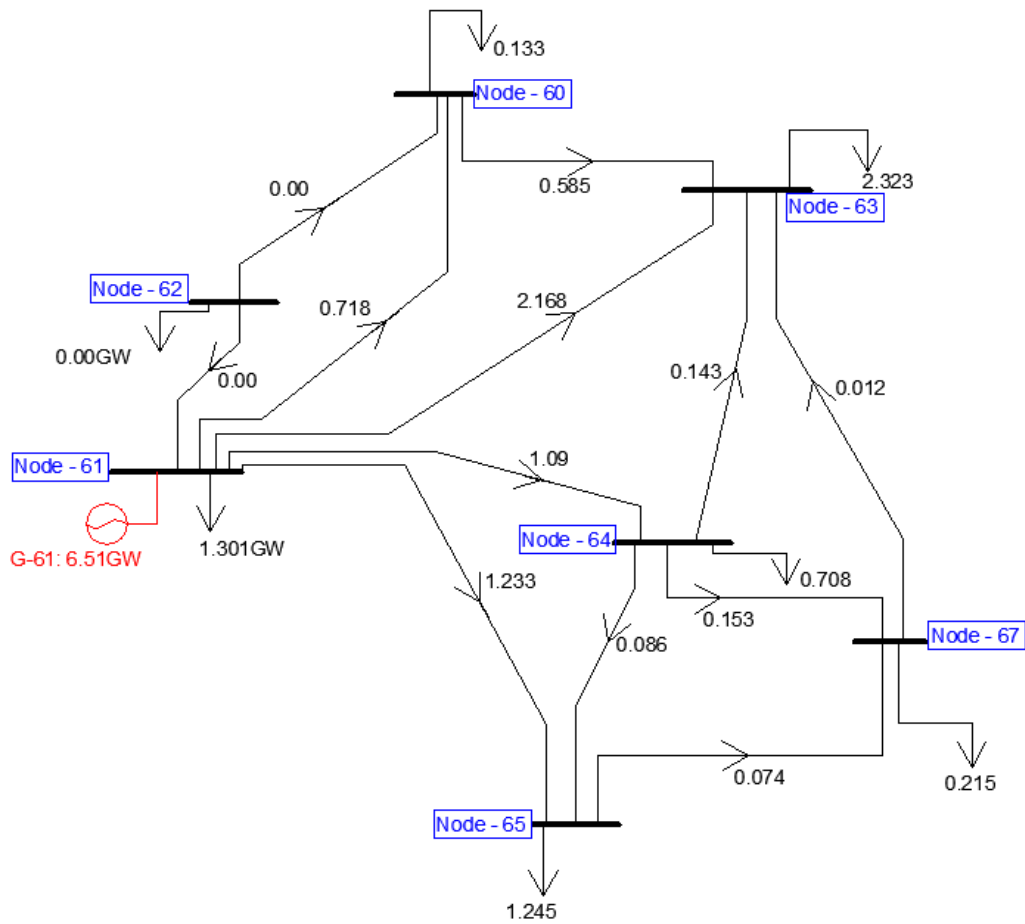 0.133
Node - 60
0.00
0.585
2.323
Node - 63
Node - 62
0.718
2.168
0.00GW
0.00
0.143
0.012
Node - 61
1.09
G-61: 6.51GW
1.301GW
Node - 64
1.233
0.708
0.153
0.086
Node - 67
0.074
0.215
Node - 65
1.245